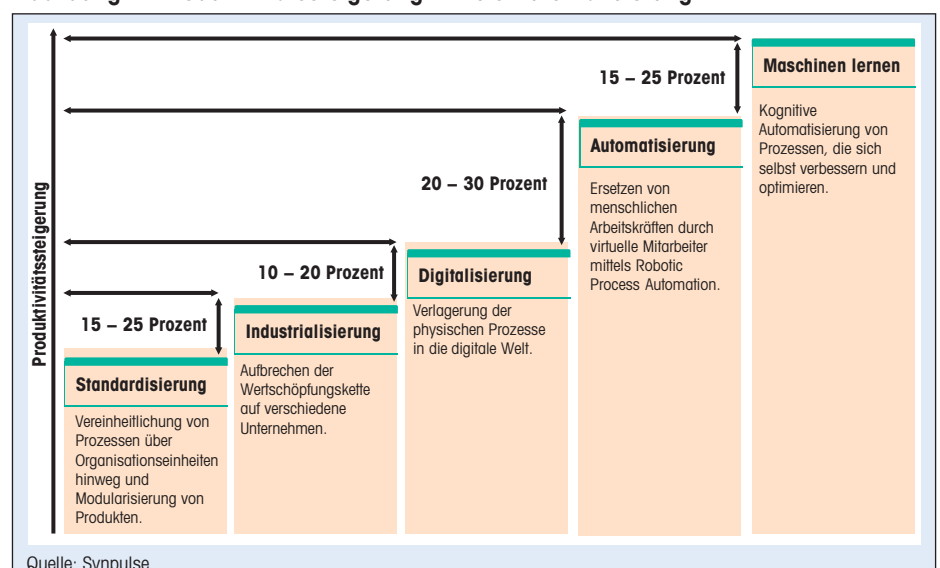 15 – 25 Prozent
Maschinen lernen
Kognitive
Automatisierung von
Prozessen, die sich
selbst verbessern und
optimieren.
20 – 30 Prozent
Automatisierung
Ersetzen von
menschlichen
Arbeitskräften durch
virtuelle Mitarbeiter
mittels Robotic
Process Automation.
10 – 20 Prozent
Digitalisierung
Verlagerung der
physischen Prozesse
in die digitale Welt.
15 – 25 Prozent
Industrialisierung
Aufbrechen der
Wertschöpfungskette
auf verschiedene
Unternehmen.
Standardisierung
Vereinheitlichung von
Prozessen über
Organisationseinheiten
hinweg und
Modularisierung von
Produkten.
Produktivitätssteigerung
Quelle: Synpulse